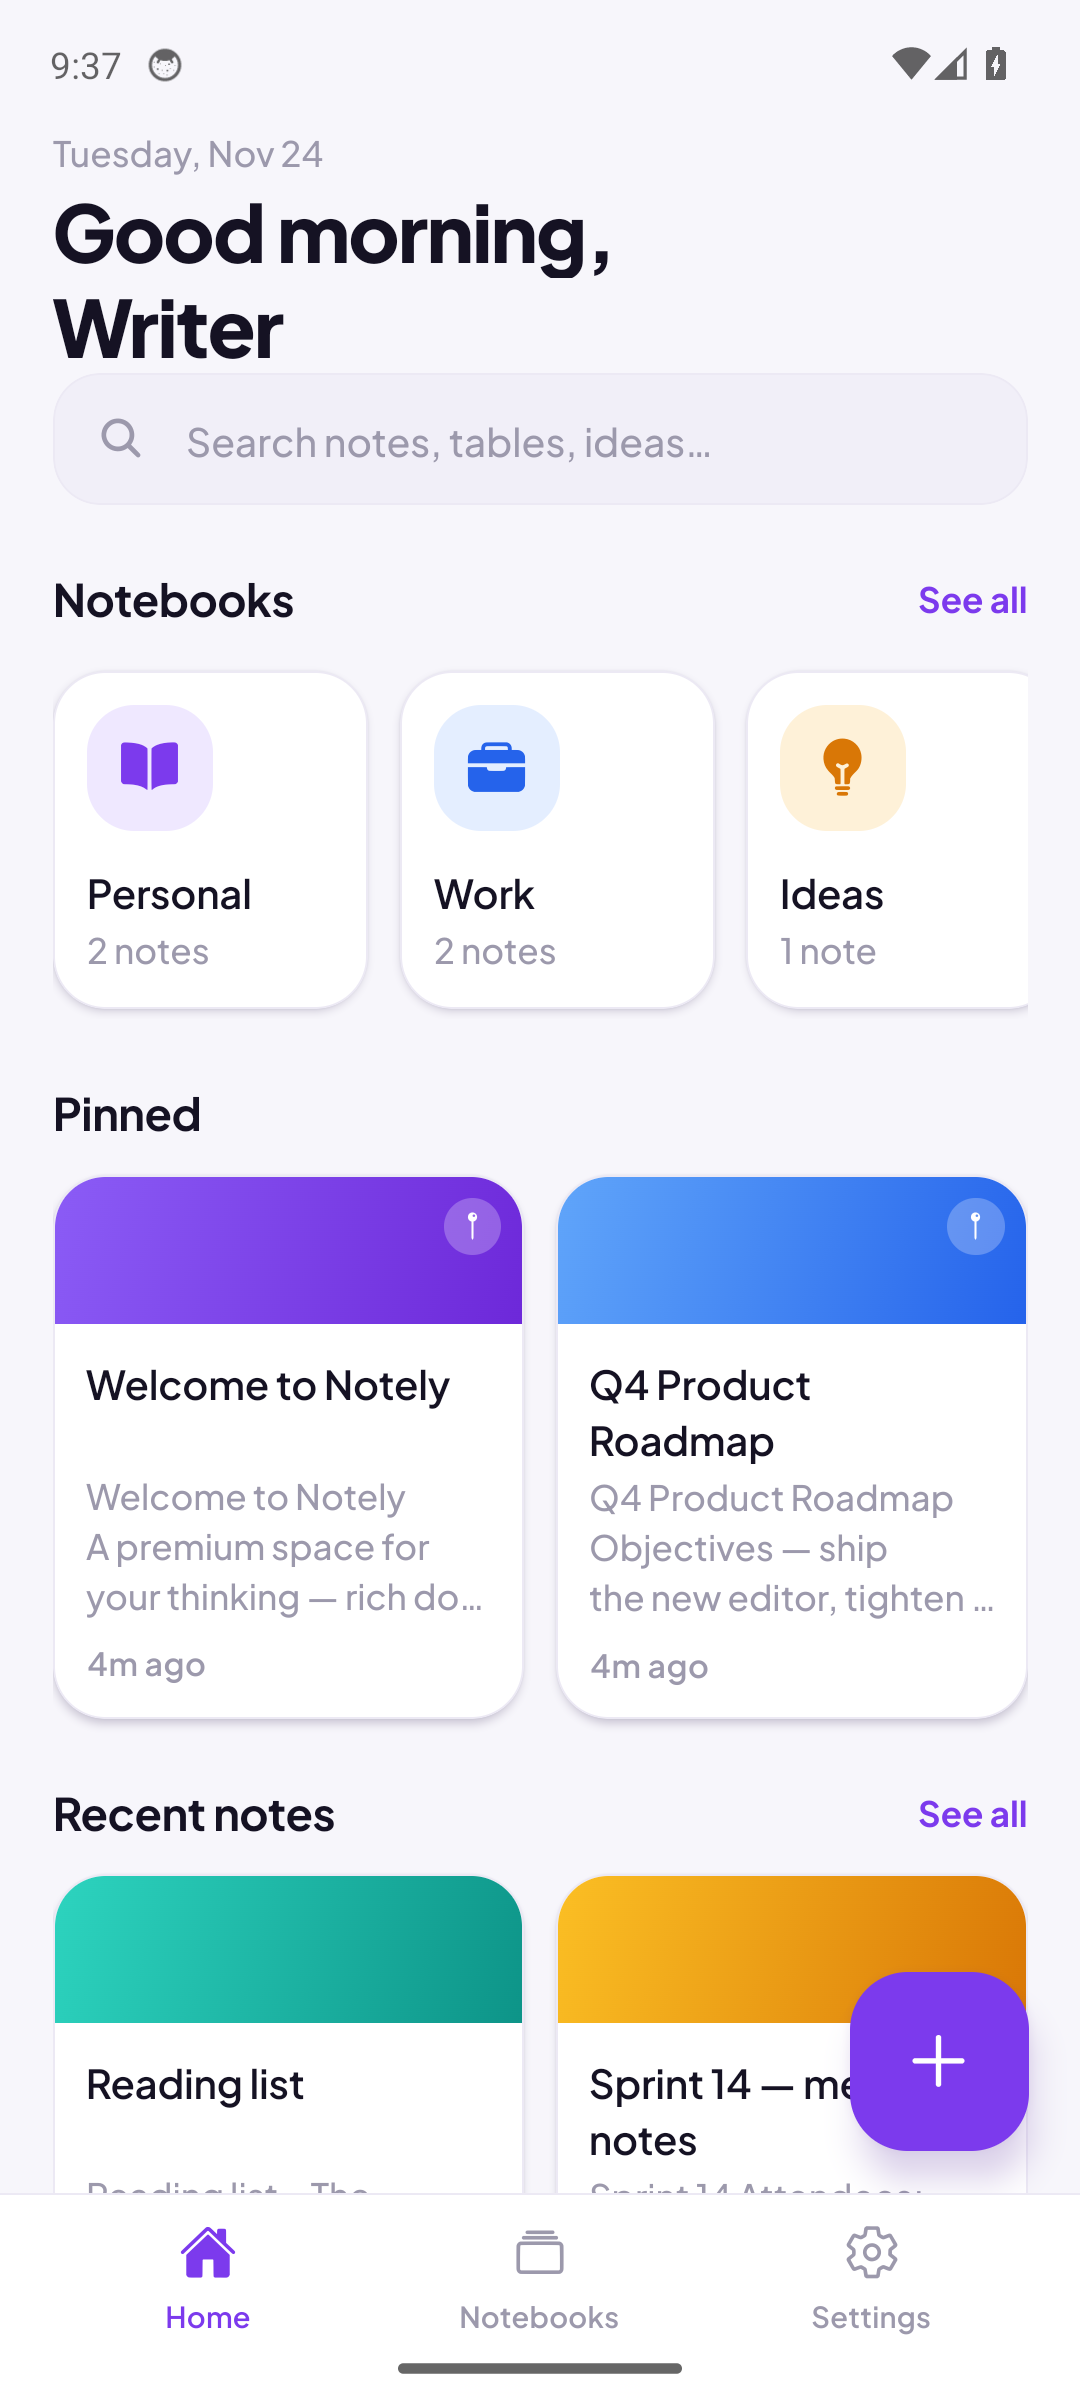 9:37
Tuesday, Nov 24
Good morning,
Writer
Search notes, tables, ideas...
Notebooks
See all
Personal
2 notes
Work
2 notes
Ideas
1 note
Pinned
Welcome to Notely
Welcome to Notely
A premium space for
your thinking — rich do...
4m ago
Q4 Product
Roadmap
Q4 Product Roadmap
Objectives — ship
the new editor, tighten ...
4m ago
Recent notes
See all
Reading list
Sprint 14 —
notes
Home
Notebooks
Settings